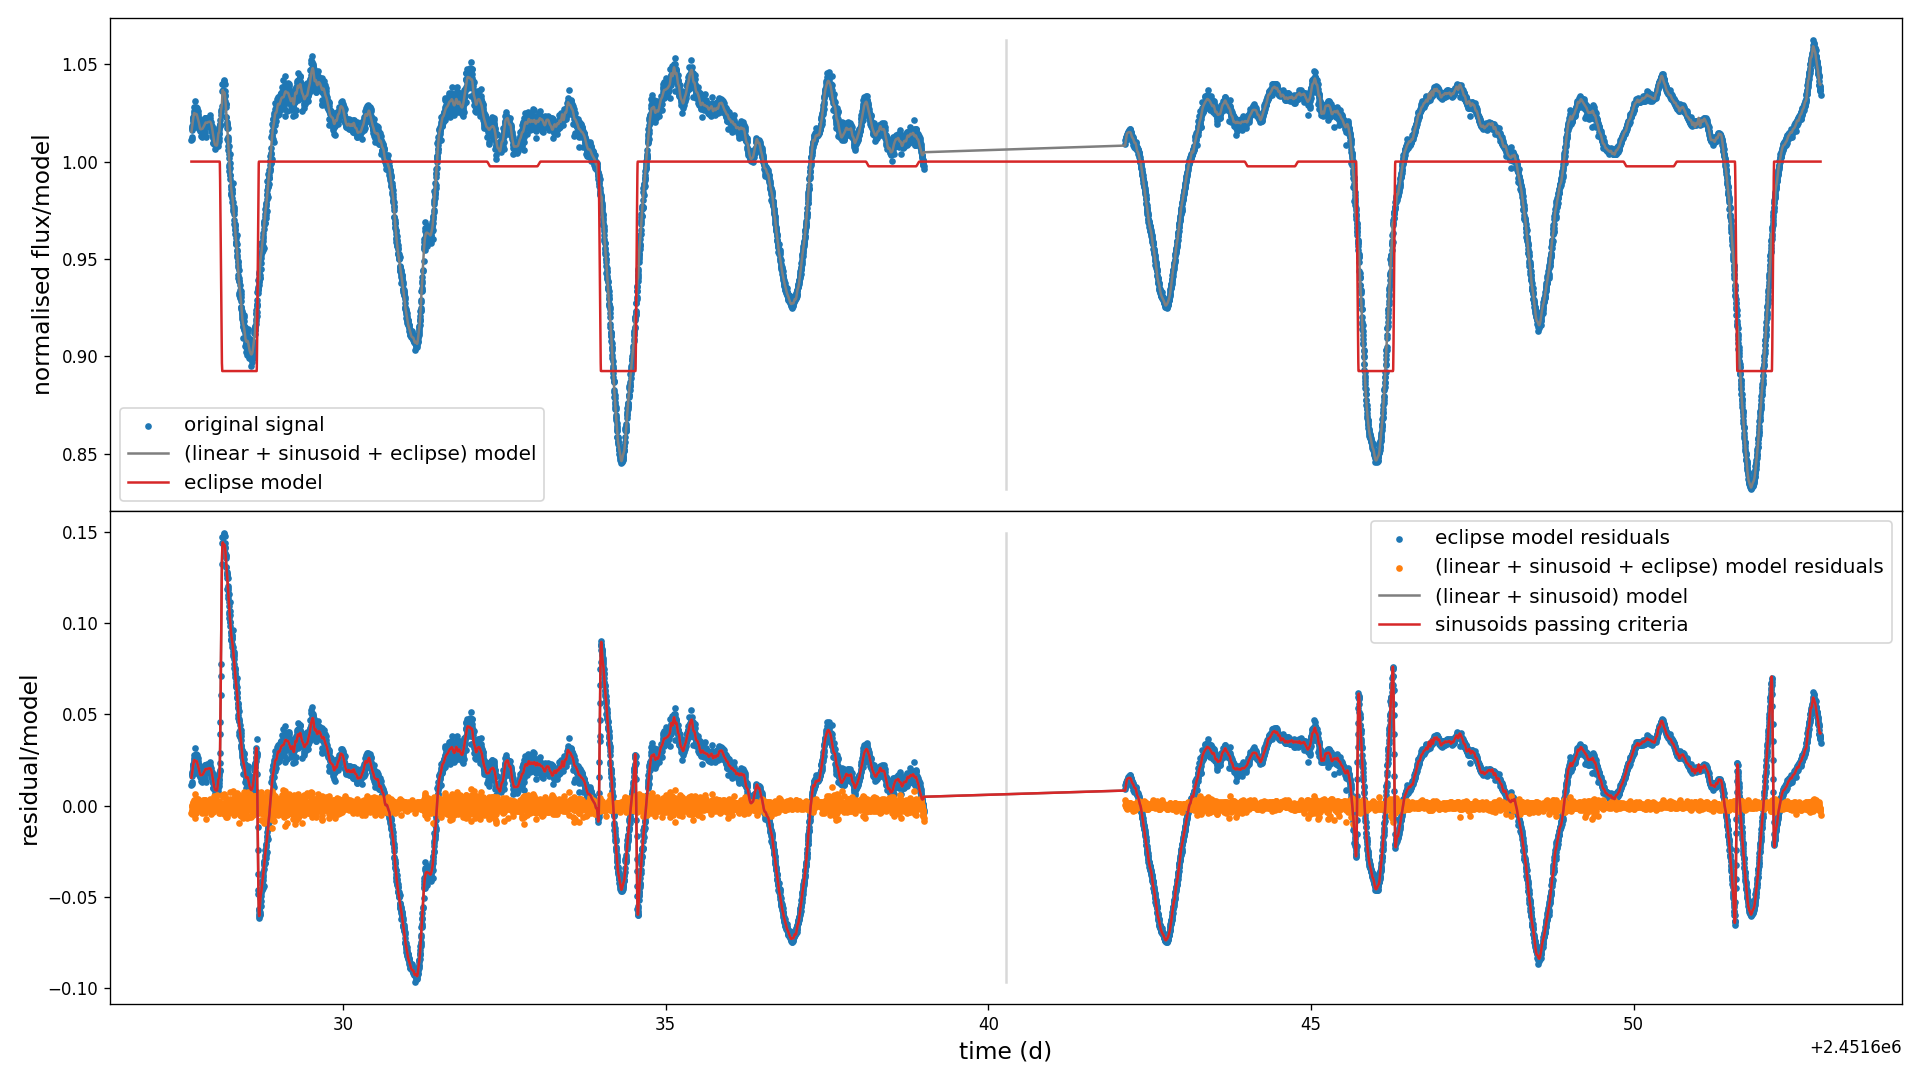 normalised flux/model
1.05
1.00
0.95
0.90
0.85
original signal
(linear + sinusoid + eclipse) model
eclipse model
residual/model
0.15
0.10
0.05
0.00
−0.05
−0.10
eclipse model residuals
(linear + sinusoid + eclipse) model residuals
(linear + sinusoid) model
sinusoids passing criteria
30
35
40
45
50
time (d)
+2.4516e6